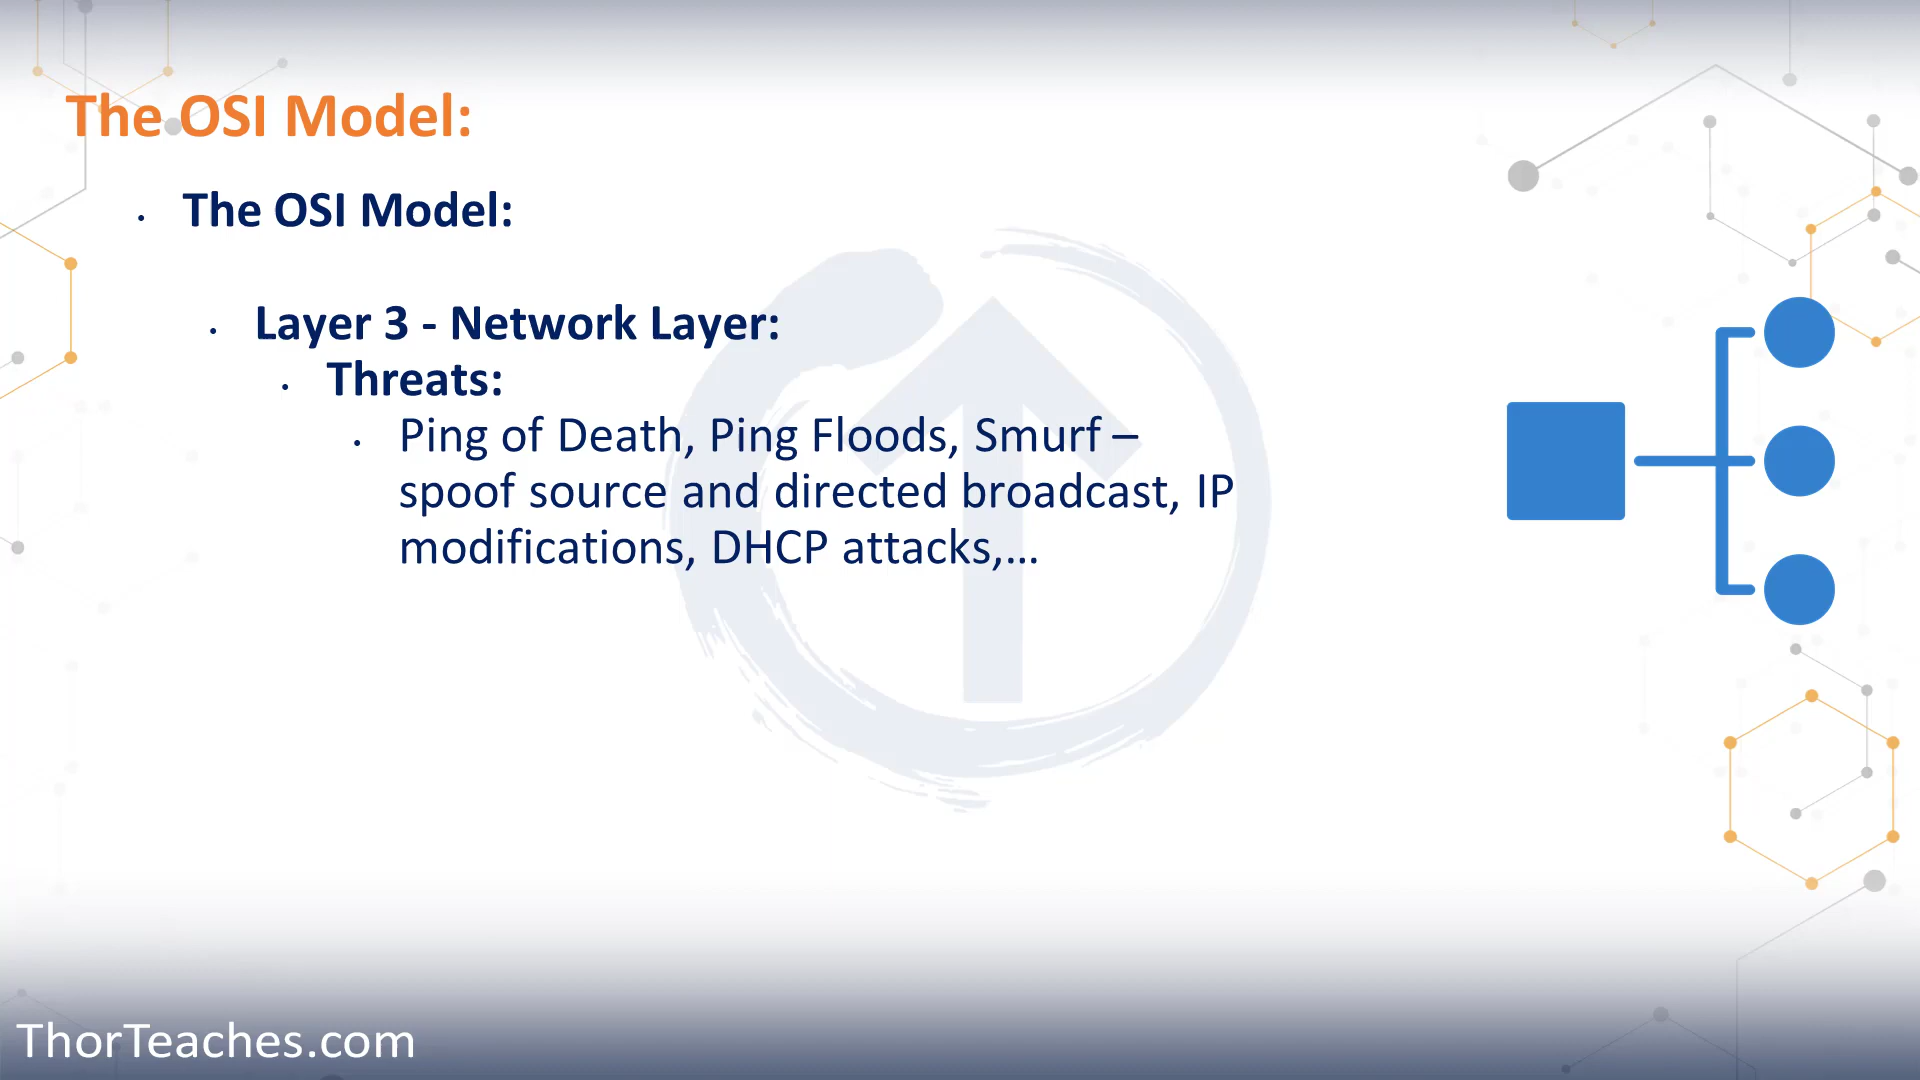 The OSI Model:
• The OSI Model:
• Layer 3 - Network Layer:
• Threats:
• Ping of Death, Ping Floods, Smurf –
spoof source and directed broadcast, IP
modifications, DHCP attacks,…
ThorTeaches.com